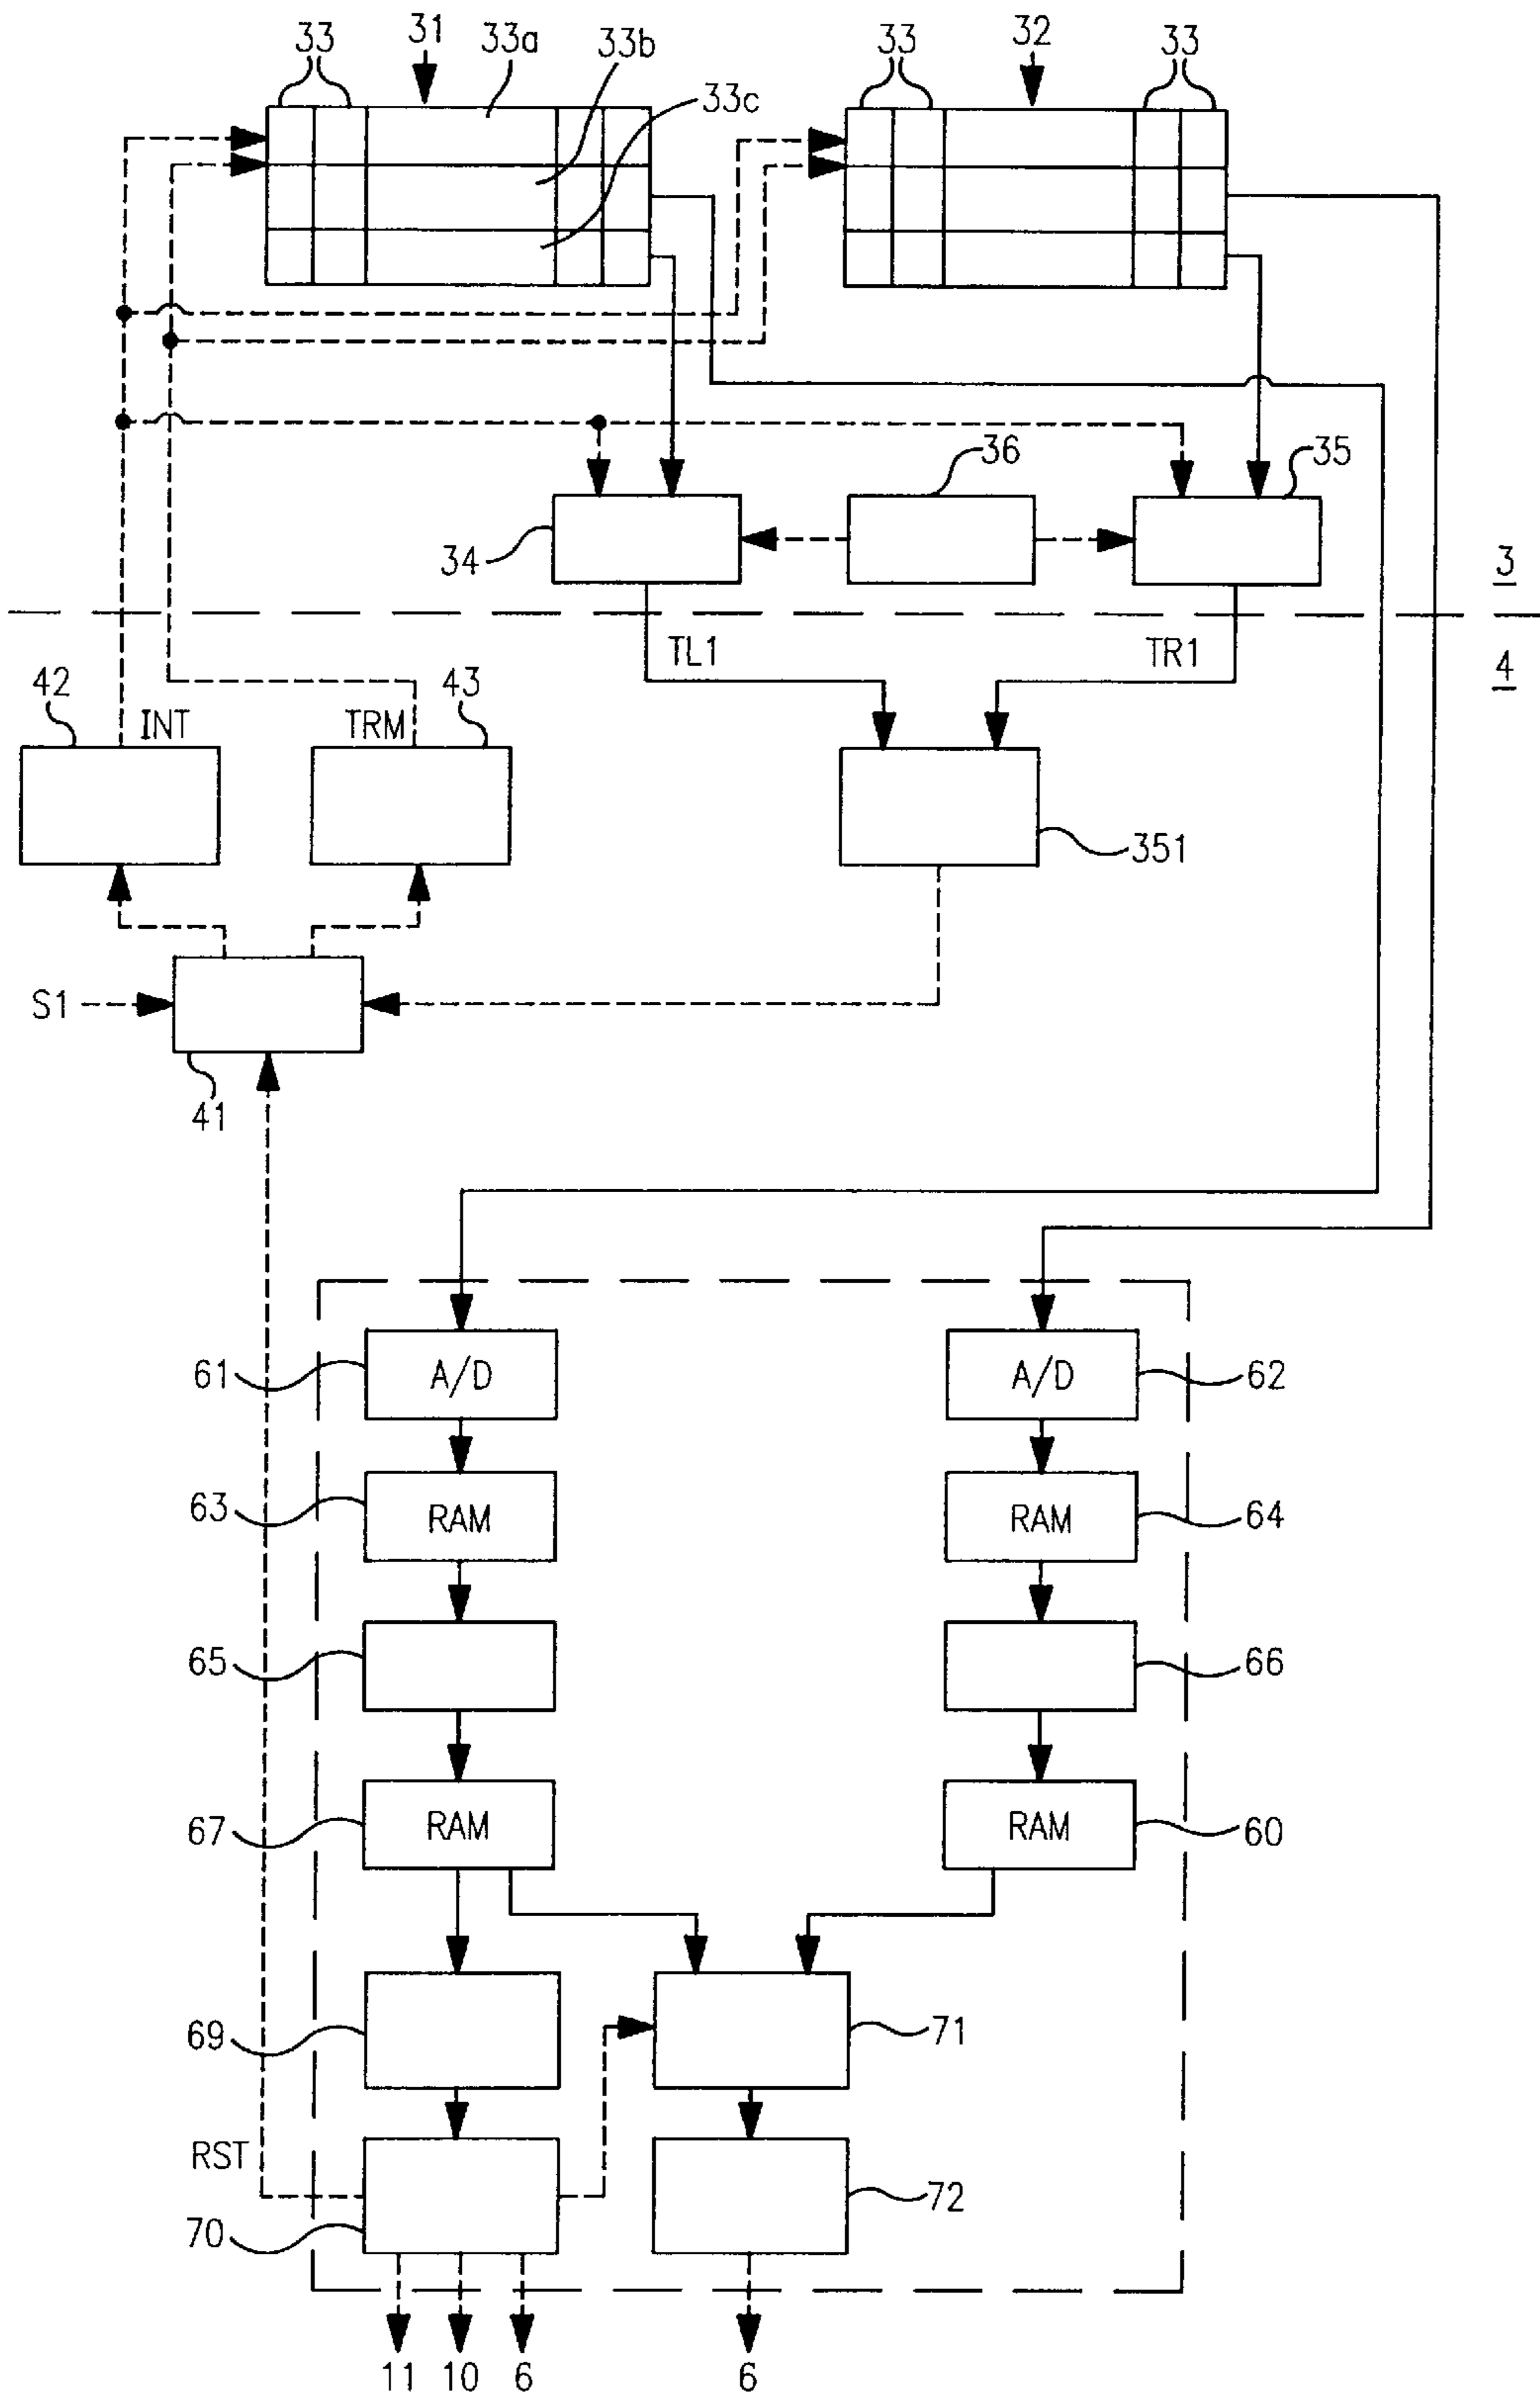 33 31 33a 33b 33 32 33
33c
36 35
34
3
TL1 TR1
4
42 INT TRM 43
351
S1
41
61 A/D A/D 62
63 RAM RAM 64
65 66
67 RAM RAM 60
69 71
RST
70 72
11 10 6 6